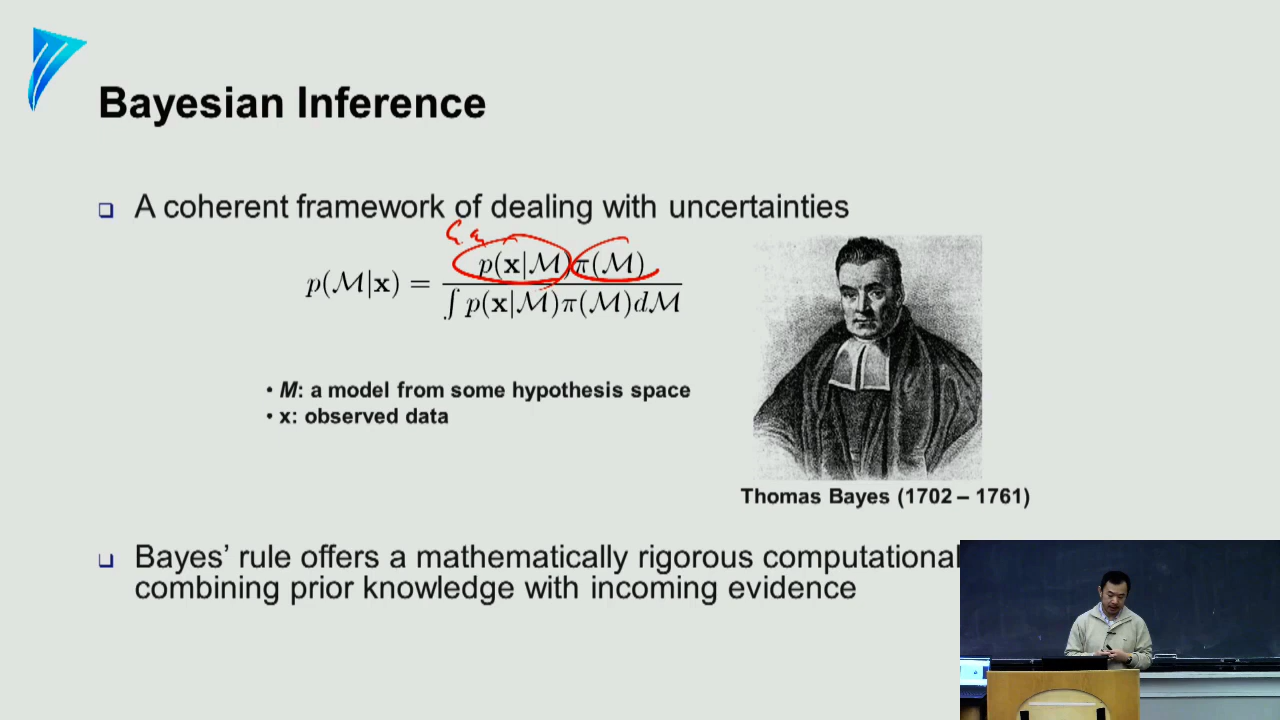 Bayesian Inference
❑ A coherent framework of dealing with uncertainties
p(ℳ|x) = p(x|ℳ)π(ℳ) / ∫ p(x|ℳ)π(ℳ)dℳ
• M: a model from some hypothesis space
• x: observed data
Thomas Bayes (1702 – 1761)
❑ Bayes’ rule offers a mathematically rigorous computational
combining prior knowledge with incoming evidence